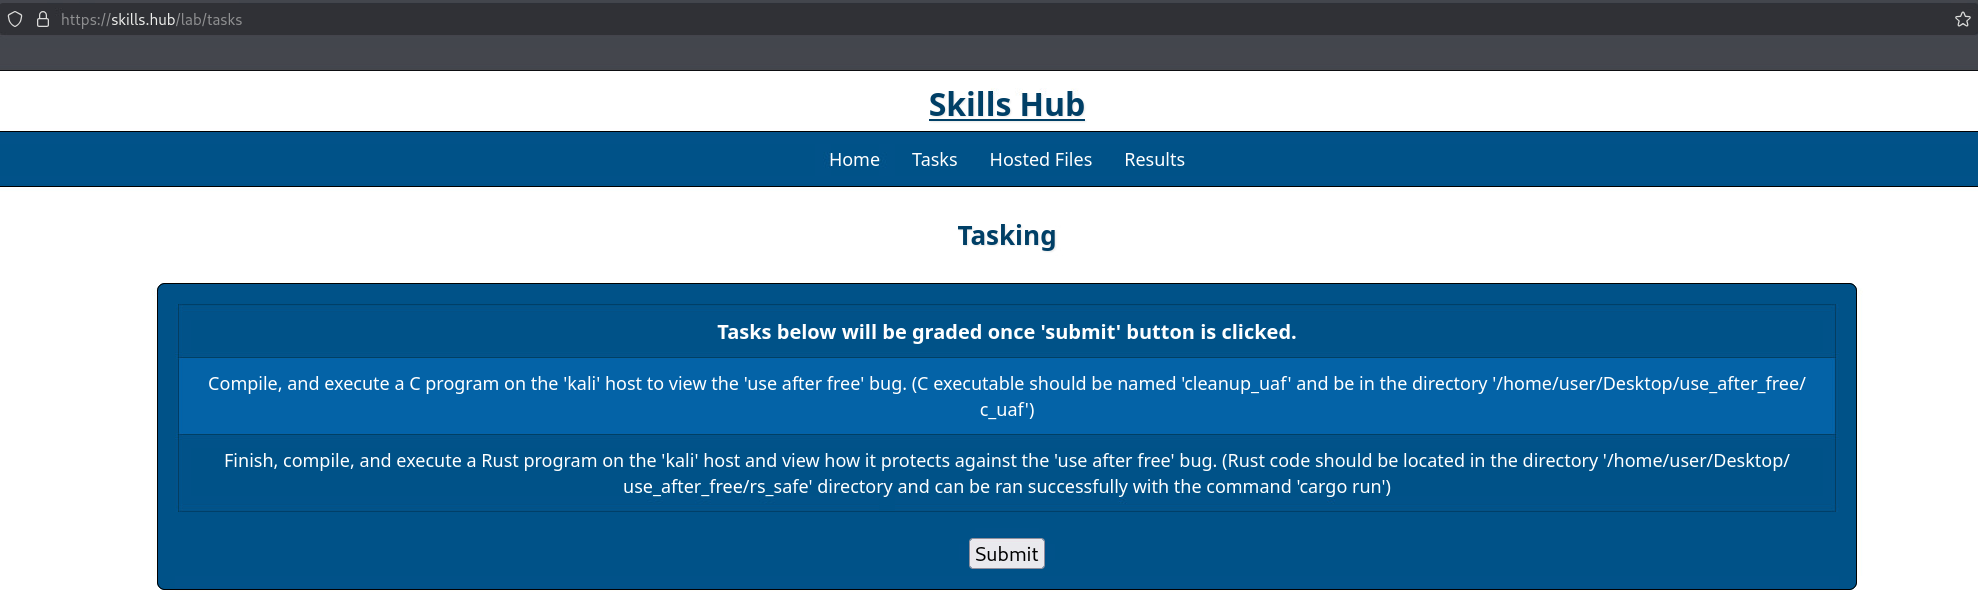 https://skills.hub/lab/tasks
Skills Hub
Home Tasks Hosted Files Results
Tasking
Tasks below will be graded once 'submit' button is clicked.
Compile, and execute a C program on the 'kali' host to view the 'use after free' bug. (C executable should be named 'cleanup_uaf' and be in the directory '/home/user/Desktop/use_after_free/
c_uaf')
Finish, compile, and execute a Rust program on the 'kali' host and view how it protects against the 'use after free' bug. (Rust code should be located in the directory '/home/user/Desktop/
use_after_free/rs_safe' directory and can be ran successfully with the command 'cargo run')
Submit